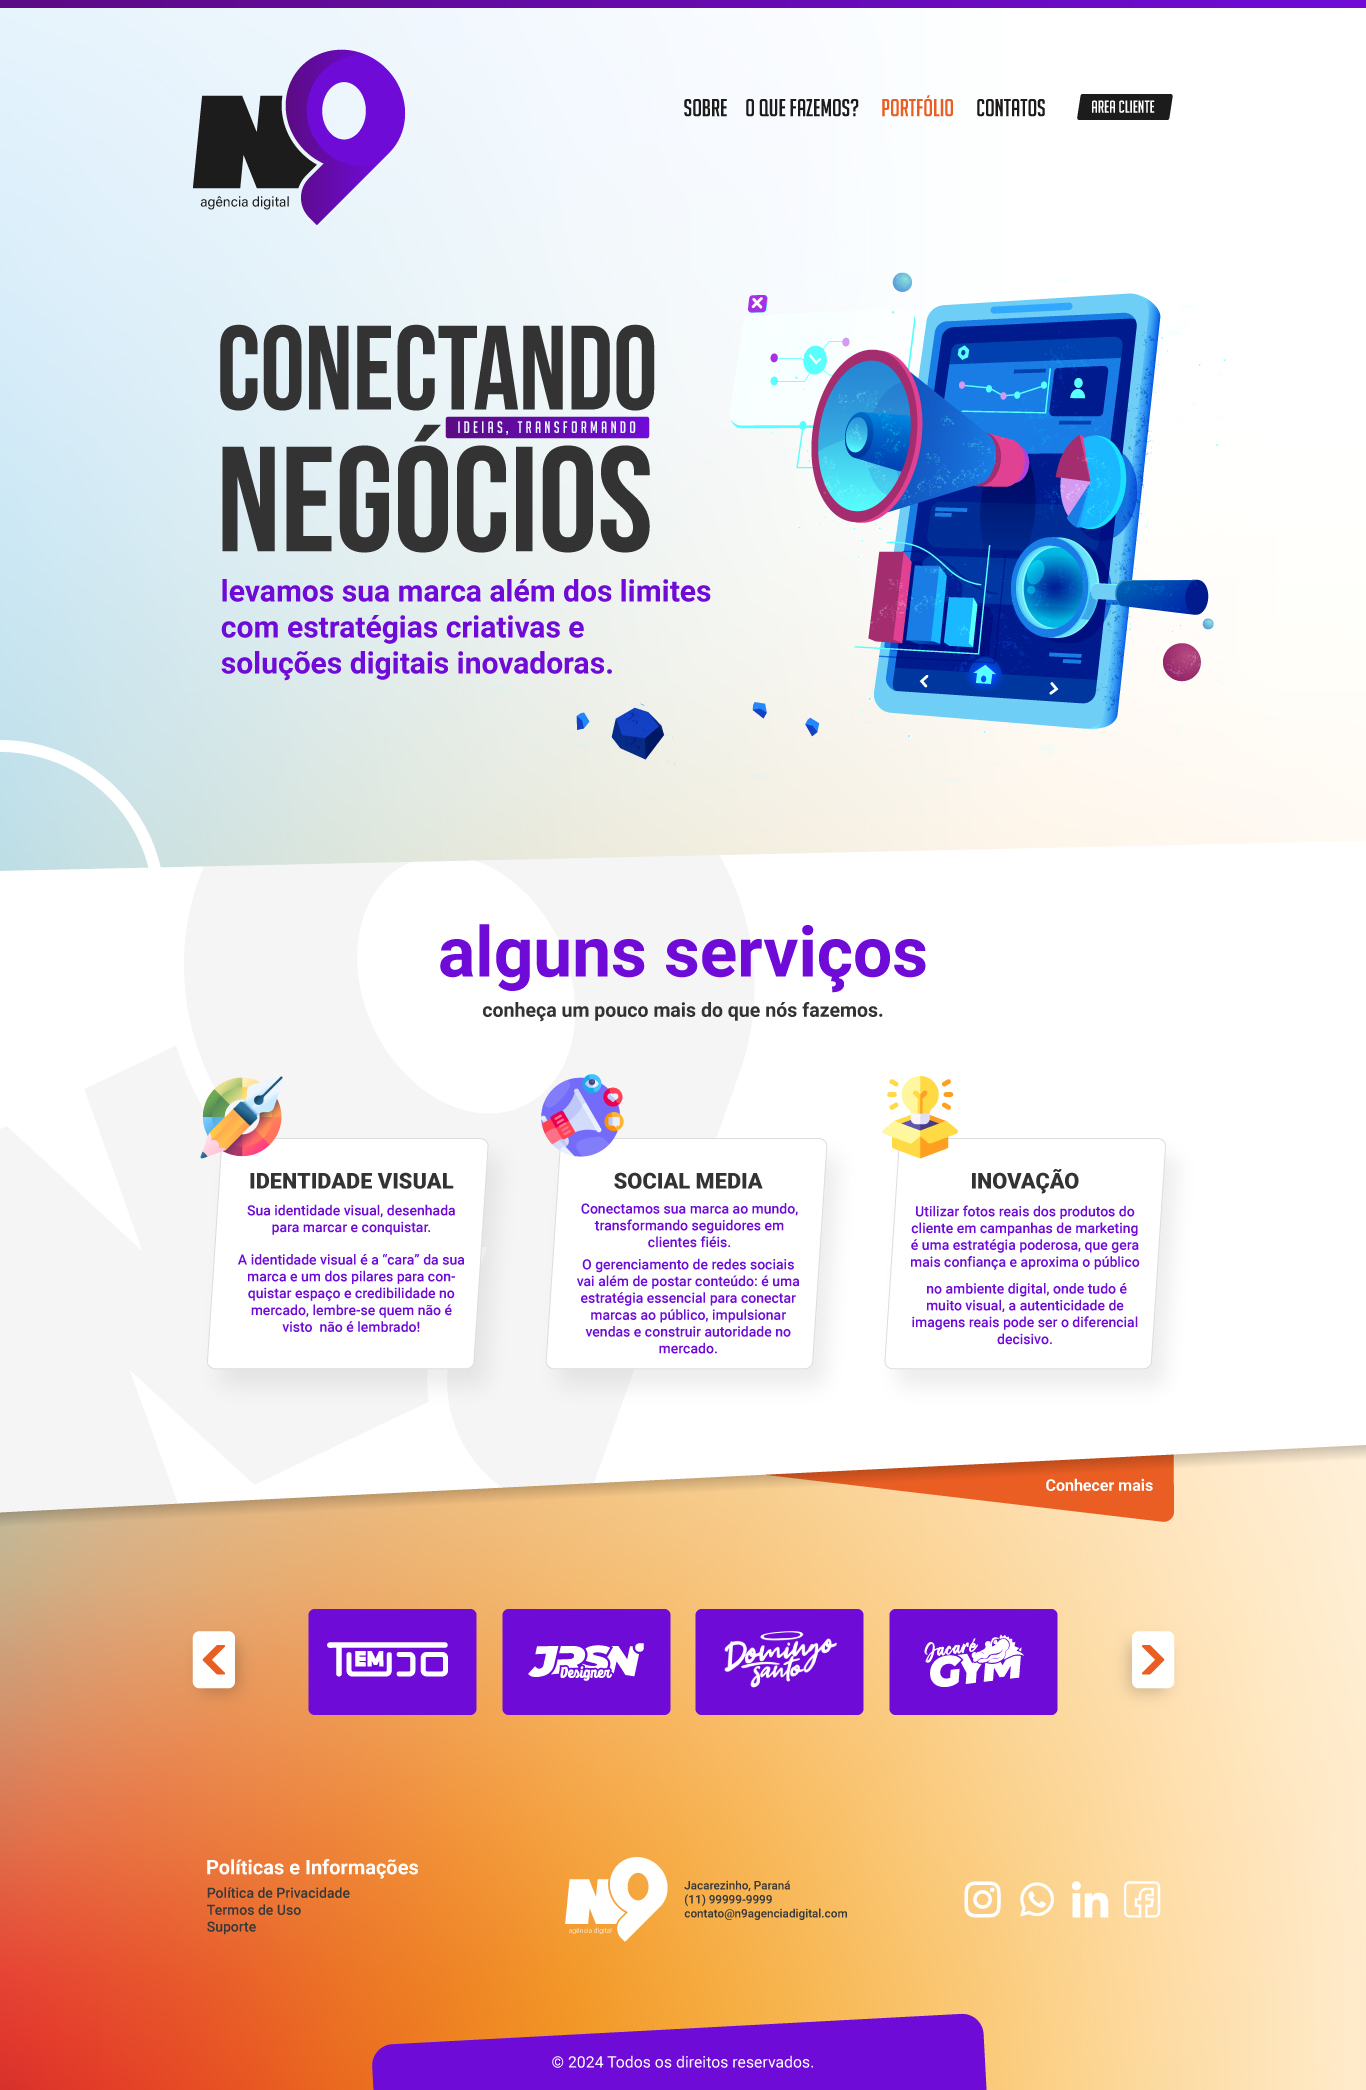 N9
agência digital
SOBRE O QUE FAZEMOS? PORTFÓLIO CONTATOS AREA CLIENTE
CONECTANDO
IDEIAS, TRANSFORMANDO
NEGÓCIOS
levamos sua marca além dos limites
com estratégias criativas e
soluções digitais inovadoras.
alguns serviços
conheça um pouco mais do que nós fazemos.
IDENTIDADE VISUAL
Sua identidade visual, desenhada
para marcar e conquistar.
A identidade visual é a “cara” da sua
marca e um dos pilares para con-
quistar espaço e credibilidade no
mercado, lembre-se quem não é
visto  não é lembrado!
SOCIAL MEDIA
Conectamos sua marca ao mundo,
transformando seguidores em
clientes fiéis.
O gerenciamento de redes sociais
vai além de postar conteúdo: é uma
estratégia essencial para conectar
marcas ao público, impulsionar
vendas e construir autoridade no
mercado.
INOVAÇÃO
Utilizar fotos reais dos produtos do
cliente em campanhas de marketing
é uma estratégia poderosa, que gera
mais confiança e aproxima o público
no ambiente digital, onde tudo é
muito visual, a autenticidade de
imagens reais pode ser o diferencial
decisivo.
Conhecer mais
TEMTUDO
JRSN
Designer
Domingo
santo
Jacaré
GYM
Políticas e Informações
Política de Privacidade
Termos de Uso
Suporte
N9
agência digital
Jacarezinho, Paraná
(11) 99999-9999
contato@n9agenciadigital.com
© 2024 Todos os direitos reservados.